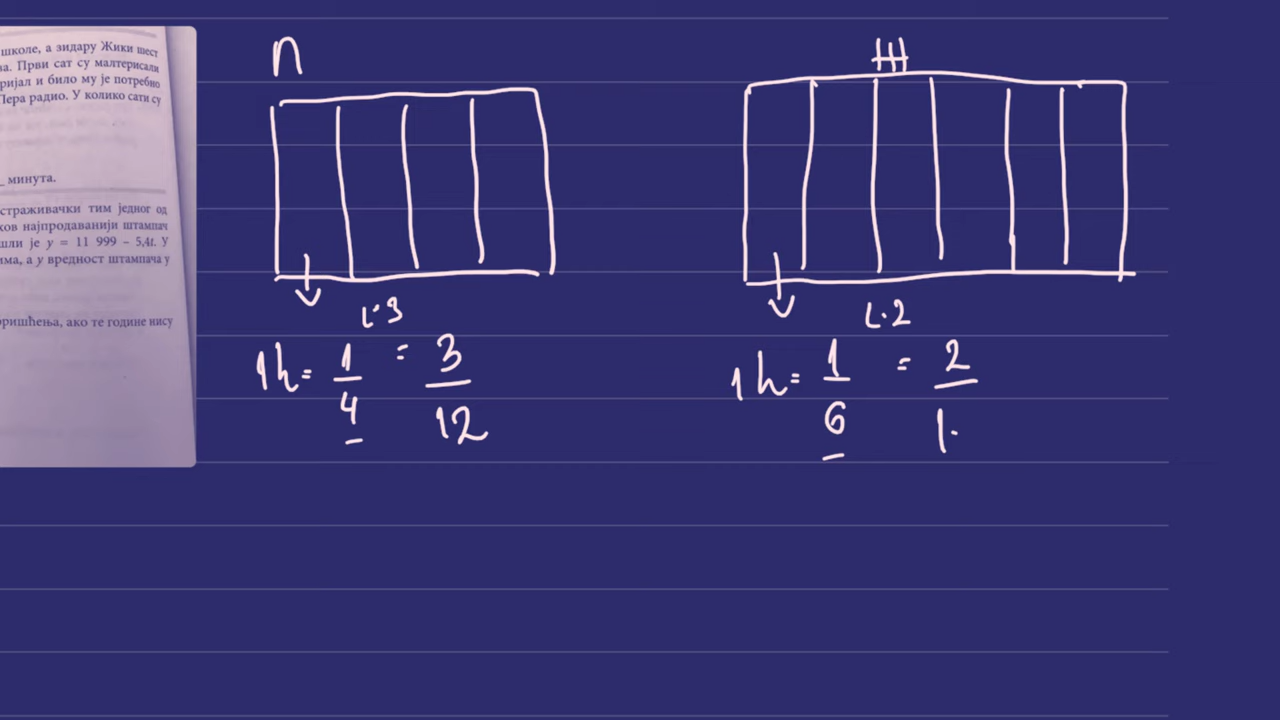 школе, а зидару Жики шест
на. Први сат су малтерисали
ријал и било му је потребно
Пера радио. У колико сати су
_ минута.
страживачки тим једног од
ков најпродаванији штампач
шли је y = 11 999 – 5,4t. У
има, а y вредност штампача у
оришћења, ако те године нису
П
Ж
L·3
L·2
1h = 1/4 = 3/12
1h = 1/6 = 2/1